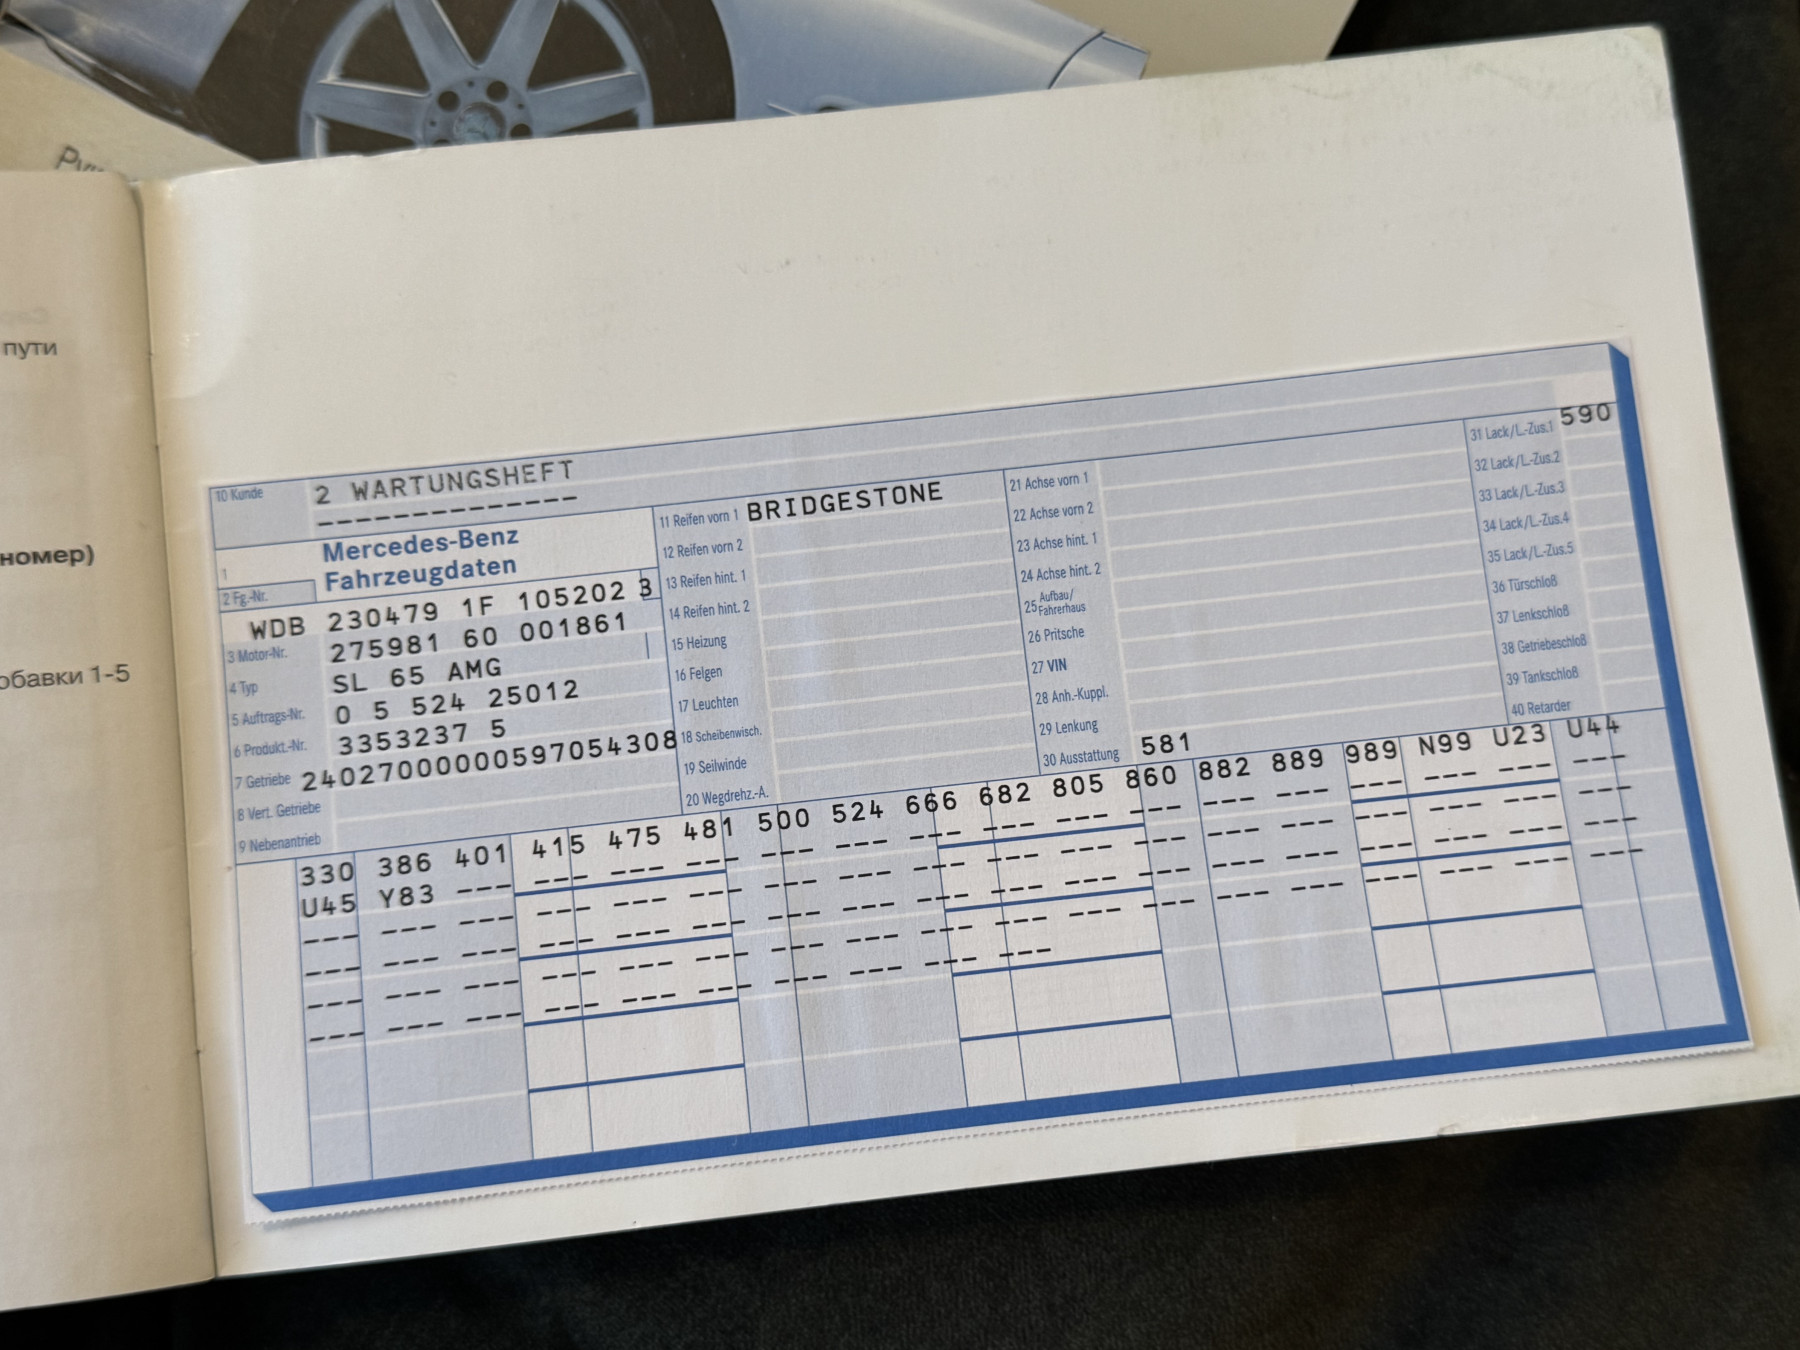 пути
номер)
обавки 1-5
10 Kunde 2 WARTUNGSHEFT
-------------
1 Mercedes-Benz
Fahrzeugdaten
2 Fg.-Nr.
WDB 230479 1F 105202 3
3 Motor-Nr. 275981 60 001861
4 Typ SL 65 AMG
5 Auftrags-Nr. 0 5 524 25012
6 Produkt.-Nr. 3353237 5
7 Getriebe 24027000000597054308
8 Vert. Getriebe
9 Nebenantrieb
11 Reifen vorn 1 BRIDGESTONE
12 Reifen vorn 2
13 Reifen hint. 1
14 Reifen hint. 2
15 Heizung
16 Felgen
17 Leuchten
18 Scheibenwisch.
19 Seilwinde
20 Wegdrehz.-A.
21 Achse vorn 1
22 Achse vorn 2
23 Achse hint. 1
24 Achse hint. 2
25 Aufbau/
Fahrerhaus
26 Pritsche
27 VIN
28 Anh.-Kuppl.
29 Lenkung
30 Ausstattung 581
31 Lack/L.-Zus.1 590
32 Lack/L.-Zus.2
33 Lack/L.-Zus.3
34 Lack/L.-Zus.4
35 Lack/L.-Zus.5
36 Türschloß
37 Lenkschloß
38 Getriebeschloß
39 Tankschloß
40 Retarder
330 386 401 415 475 481 500 524 666 682 805 860 882 889 989 N99 U23 U44
U45 Y83 --- --- --- --- --- --- --- --- --- --- --- --- --- --- --- ---
--- --- --- --- --- --- --- --- --- --- --- --- --- --- --- --- --- ---
--- --- --- --- --- --- --- --- --- --- --- --- --- --- --- --- --- ---
--- --- --- --- --- --- --- --- --- --- --- --- --- --- --- --- --- ---
--- --- --- --- --- --- --- --- --- ---